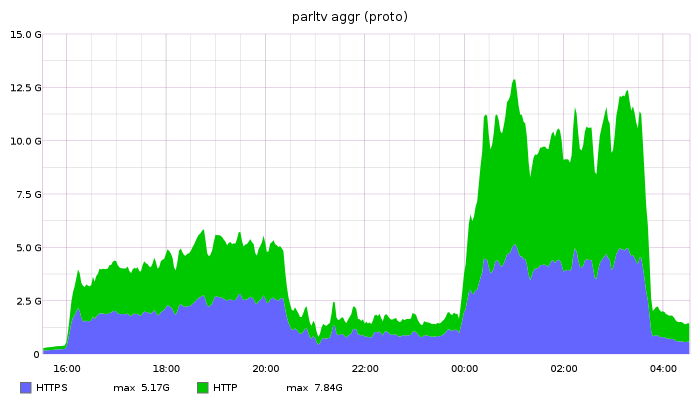 parltv aggr (proto)
15.0 G
12.5 G
10.0 G
7.5 G
5.0 G
2.5 G
0
16:00 18:00 20:00 22:00 00:00 02:00 04:00
HTTPS max 5.17G HTTP max 7.84G